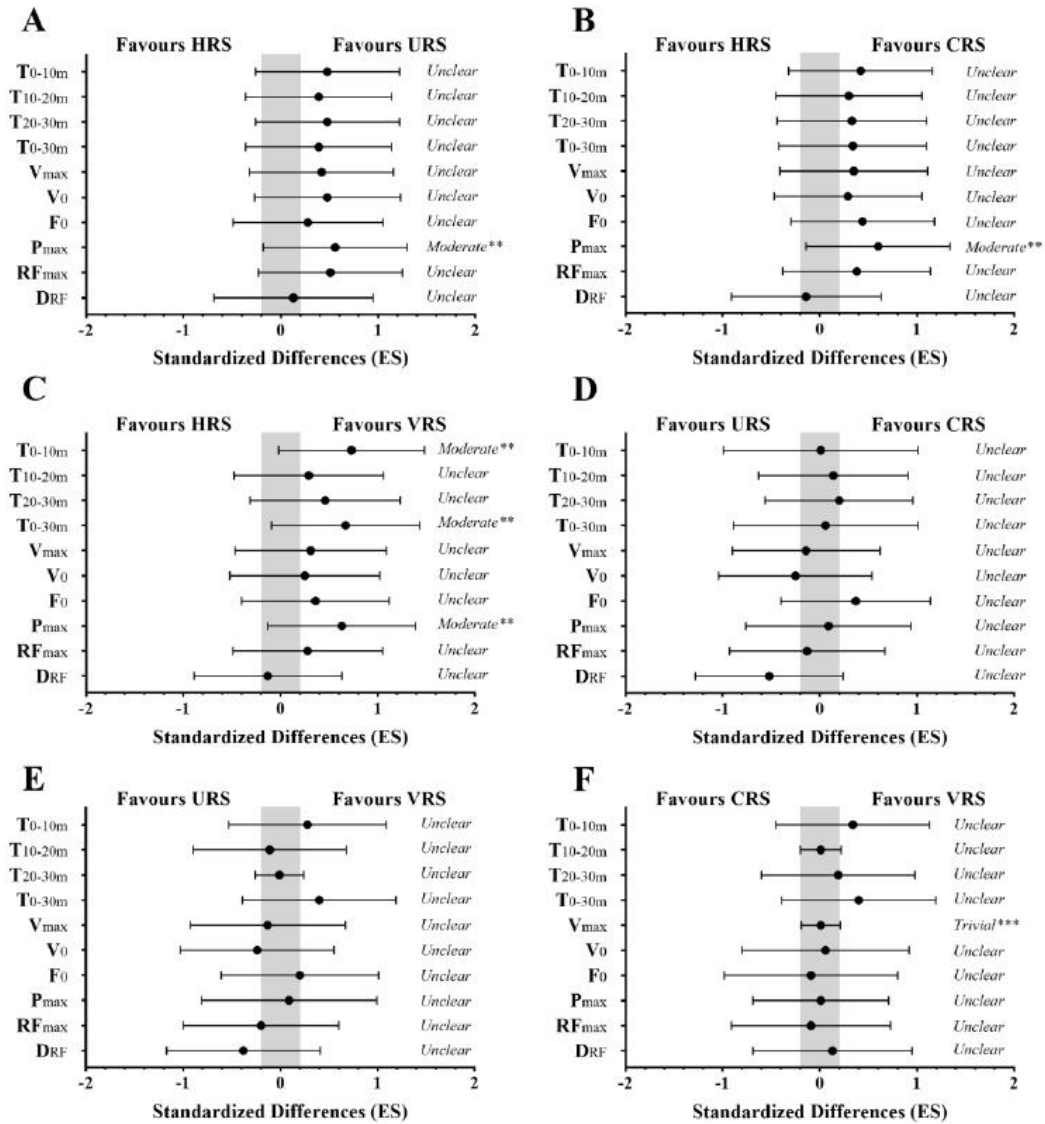 A B
Favours HRS Favours URS Favours HRS Favours CRS
T0-10m Unclear T0-10m Unclear
T10-20m Unclear T10-20m Unclear
T20-30m Unclear T20-30m Unclear
T0-30m Unclear T0-30m Unclear
Vmax Unclear Vmax Unclear
V0 Unclear V0 Unclear
F0 Unclear F0 Unclear
Pmax Moderate** Pmax Moderate**
RFmax Unclear RFmax Unclear
DRF Unclear DRF Unclear
-2 -1 0 1 2 -2 -1 0 1 2
Standardized Differences (ES) Standardized Differences (ES)
C D
Favours HRS Favours VRS Favours URS Favours CRS
T0-10m Moderate** T0-10m Unclear
T10-20m Unclear T10-20m Unclear
T20-30m Unclear T20-30m Unclear
T0-30m Moderate** T0-30m Unclear
Vmax Unclear Vmax Unclear
V0 Unclear V0 Unclear
F0 Unclear F0 Unclear
Pmax Moderate** Pmax Unclear
RFmax Unclear RFmax Unclear
DRF Unclear DRF Unclear
-2 -1 0 1 2 -2 -1 0 1 2
Standardized Differences (ES) Standardized Differences (ES)
E F
Favours URS Favours VRS Favours CRS Favours VRS
T0-10m Unclear T0-10m Unclear
T10-20m Unclear T10-20m Unclear
T20-30m Unclear T20-30m Unclear
T0-30m Unclear T0-30m Unclear
Vmax Unclear Vmax Trivial***
V0 Unclear V0 Unclear
F0 Unclear F0 Unclear
Pmax Unclear Pmax Unclear
RFmax Unclear RFmax Unclear
DRF Unclear DRF Unclear
-2 -1 0 1 2 -2 -1 0 1 2
Standardized Differences (ES) Standardized Differences (ES)